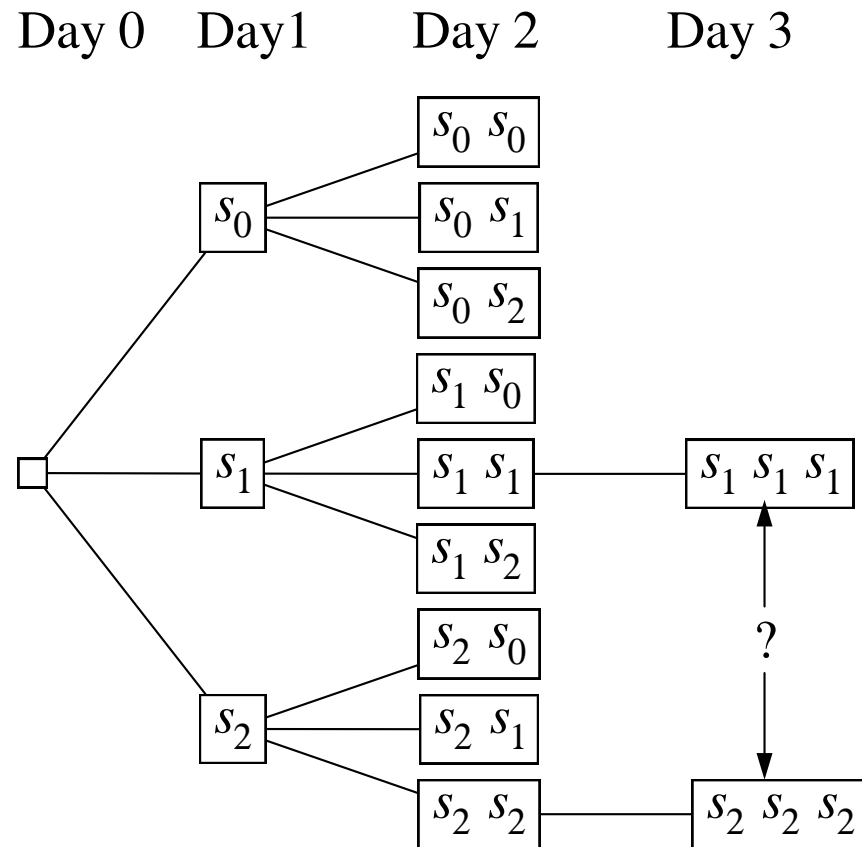 Day 0 Day1 Day 2 Day 3
s₀ s₀
s₀ s₀ s₁
s₀ s₂
s₁ s₀
s₁ s₁ s₁ s₁ s₁ s₁
s₁ s₂
s₂ s₀
?
s₂ s₂ s₁
s₂ s₂ s₂ s₂ s₂